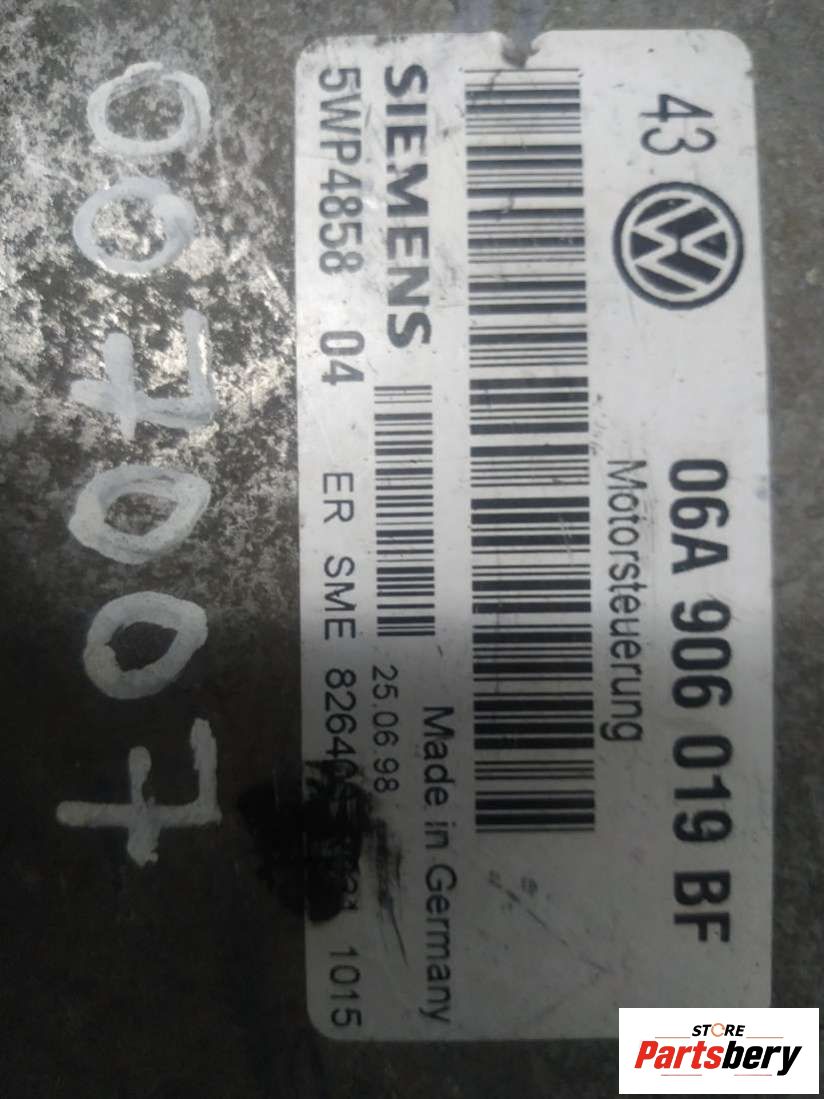 43 06A 906 019 BF
Motorsteuerung
SIEMENS
Made in Germany
25.06.98
5WP4858 04 ER SME 1015
007007
STORE
Partsbery